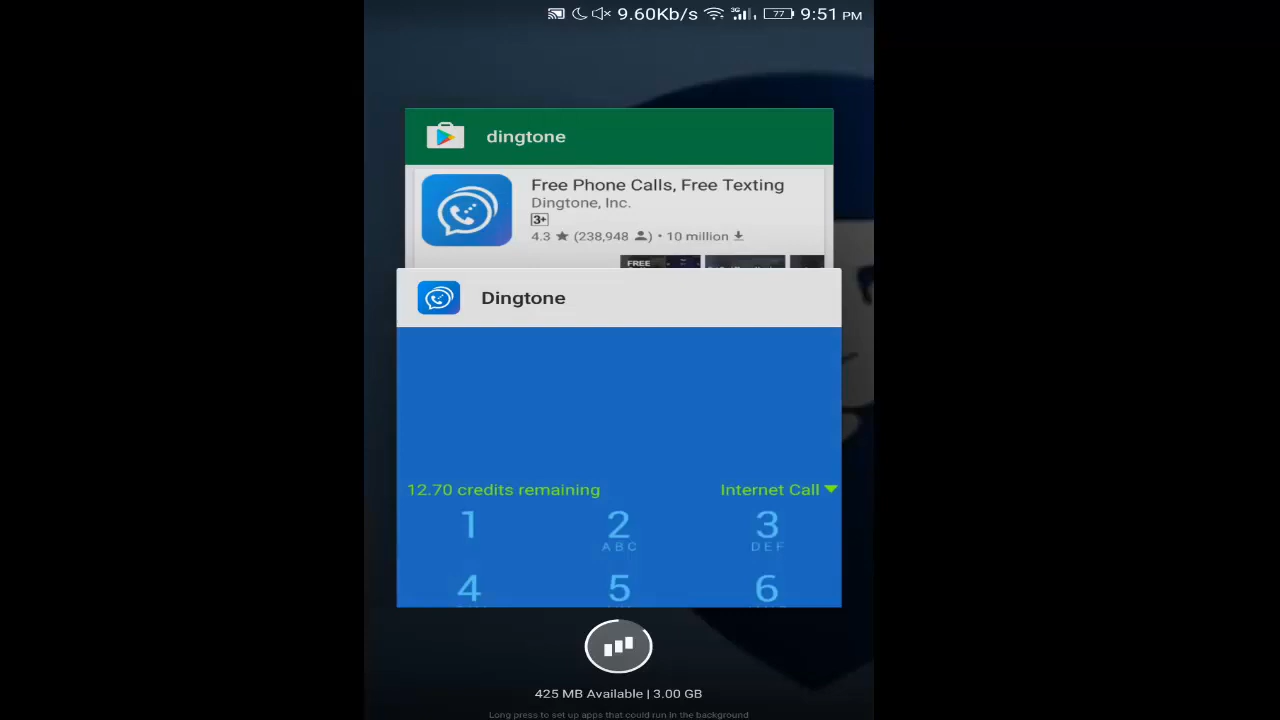 9.60Kb/s 3G 77 9:51 PM
dingtone
Free Phone Calls, Free Texting
Dingtone, Inc.
3+
4.3 (238,948 ) • 10 million
FREE
Dingtone
12.70 credits remaining Internet Call
1 2 3
ABC DEF
4 5 6
425 MB Available | 3.00 GB
Long press to set up apps that could run in the background